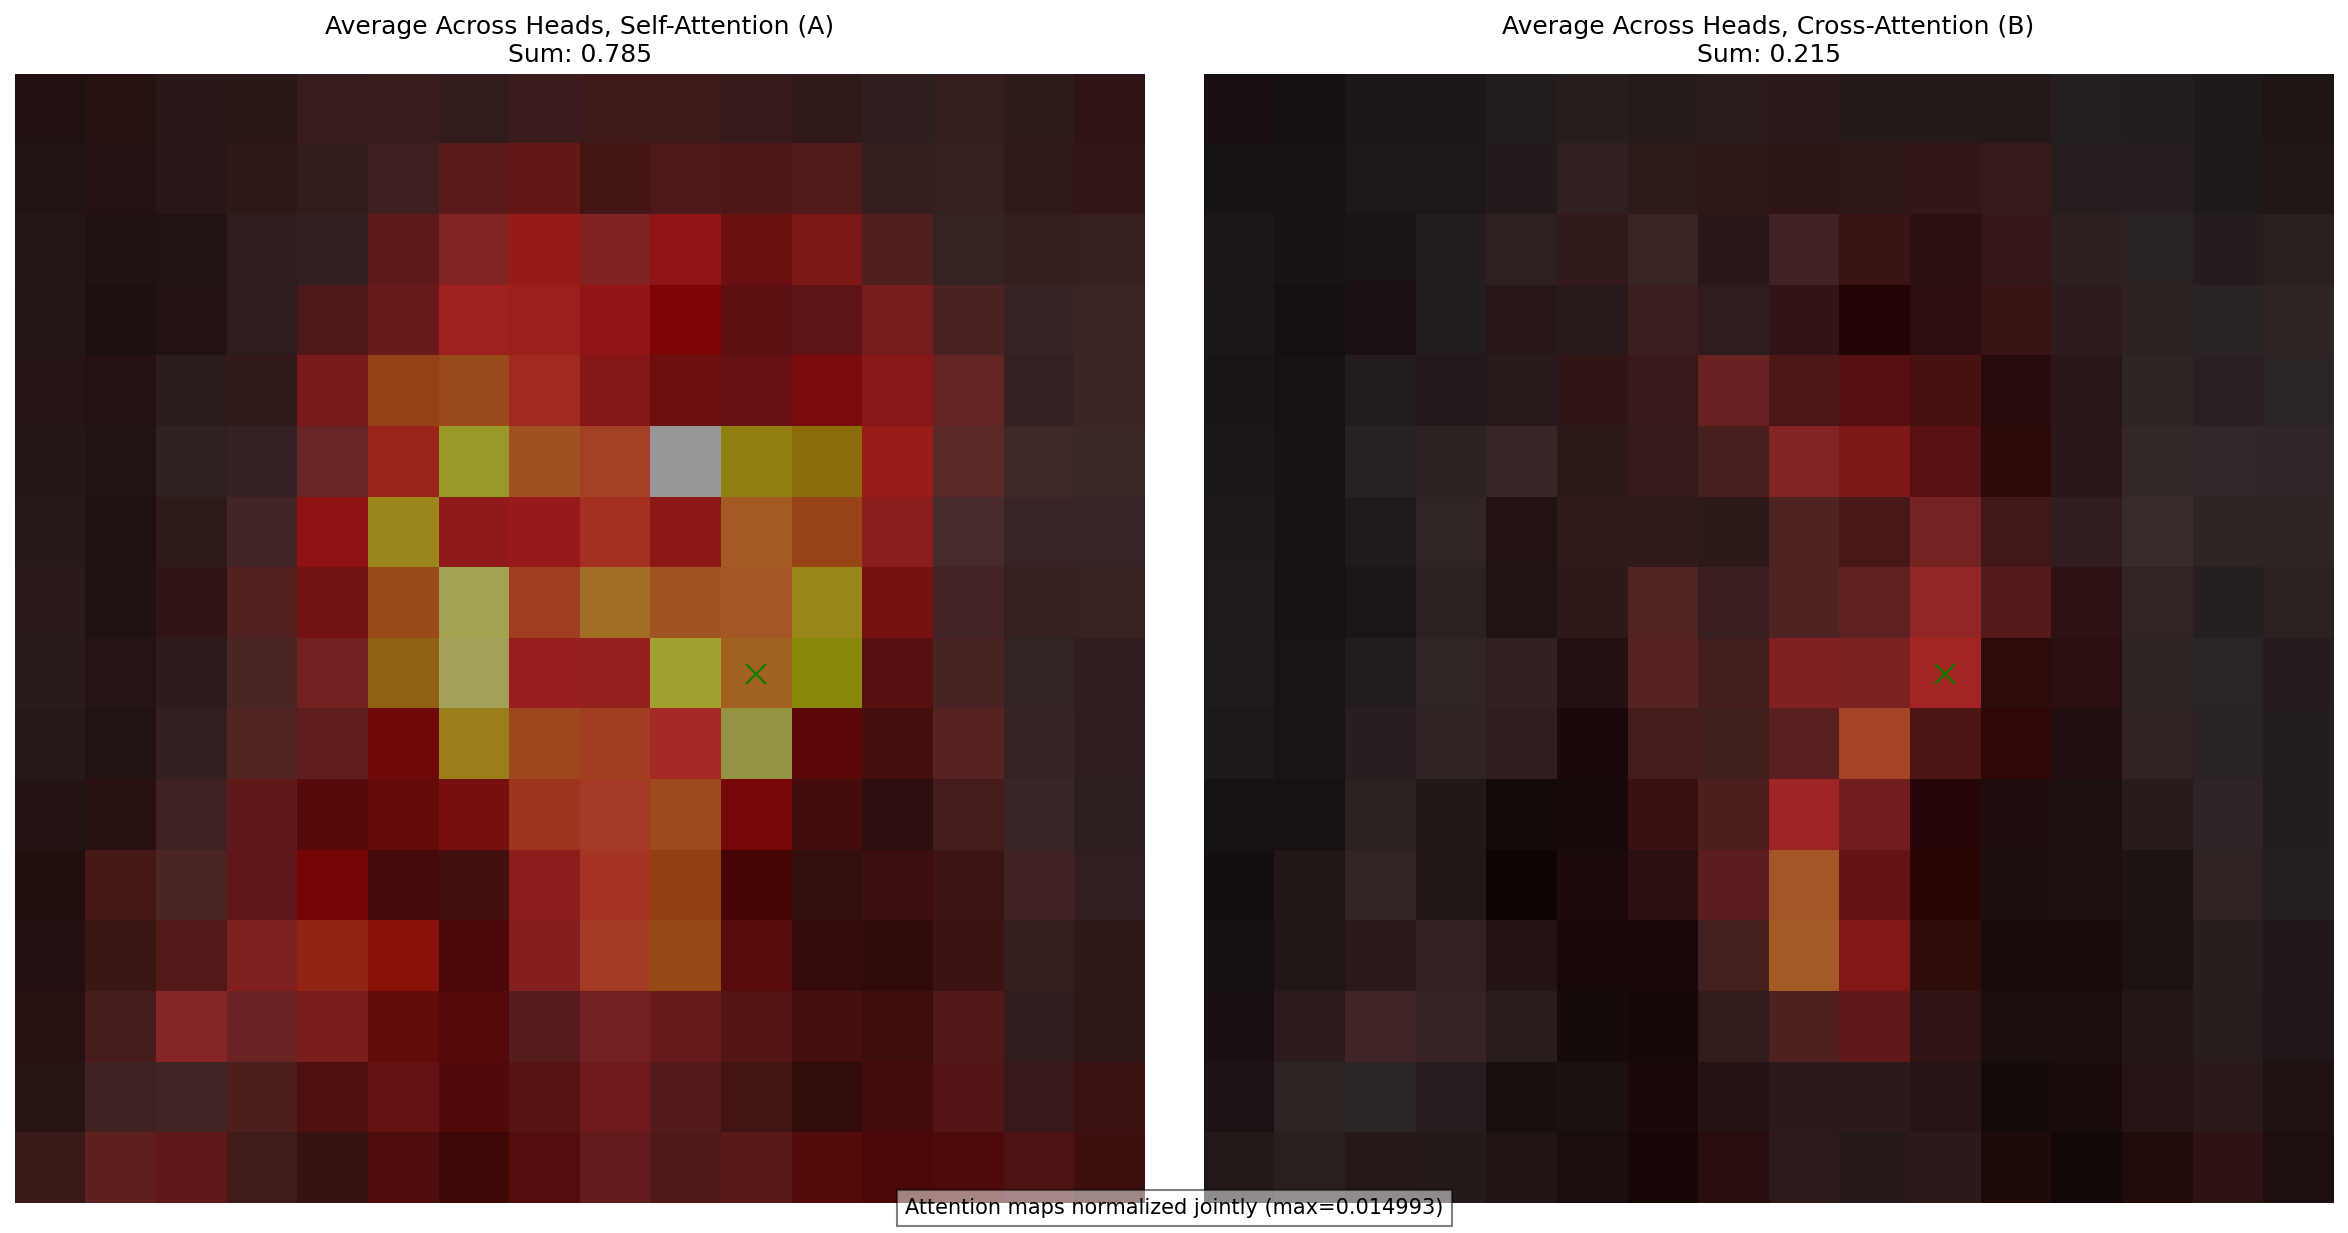 Average Across Heads, Self-Attention (A)
Sum: 0.785
Average Across Heads, Cross-Attention (B)
Sum: 0.215
Attention maps normalized jointly (max=0.014993)